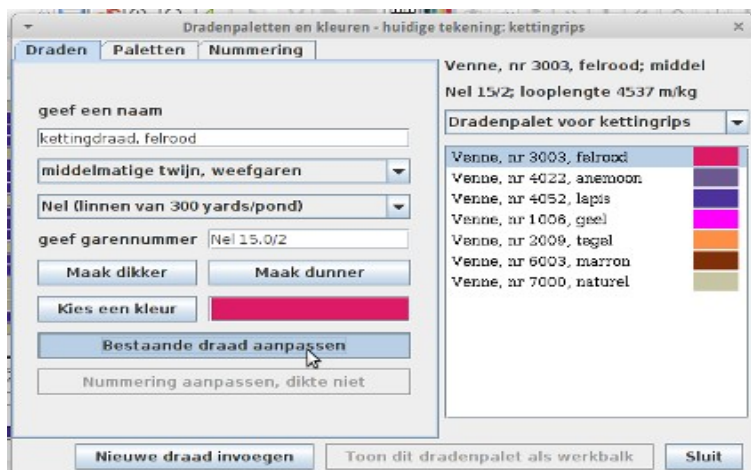 Dradenpaletten en kleuren - huidige tekening: kettingrips
Draden
Paletten
Nummering
geef een naam
kettingdraad, felrood
middelmatige twijn, weefgaren
Nel (linnen van 300 yards/pond)
geef garennummer
Nel 15.0/2
Maak dikker
Maak dunner
Kies een kleur
Bestaande draad aanpassen
Nummering aanpassen, dikte niet
Venne, nr 3003, felrood; middel
Nel 15/2; looplengte 4537 m/kg
Dradenpalet voor kettingrips
Venne, nr 3003, felrood
Venne, nr 4022, anemoon
Venne, nr 4052, lapis
Venne, nr 1006, geel
Venne, nr 2009, tegel
Venne, nr 6003, marron
Venne, nr 7000, naturel
Nieuwe draad invoegen
Toon dit dradenpalet als werkbalk
Sluit